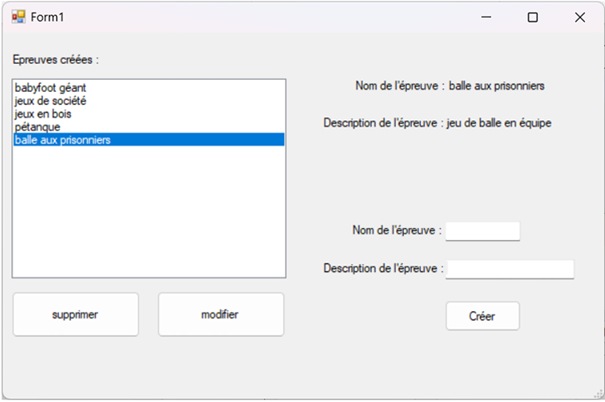 Form1
Epreuves créées :
babyfoot géant
jeux de société
jeux en bois
pétanque
balle aux prisonniers
Nom de l'épreuve : balle aux prisonniers
Description de l'épreuve : jeu de balle en équipe
Nom de l'épreuve :
Description de l'épreuve :
supprimer
modifier
Créer